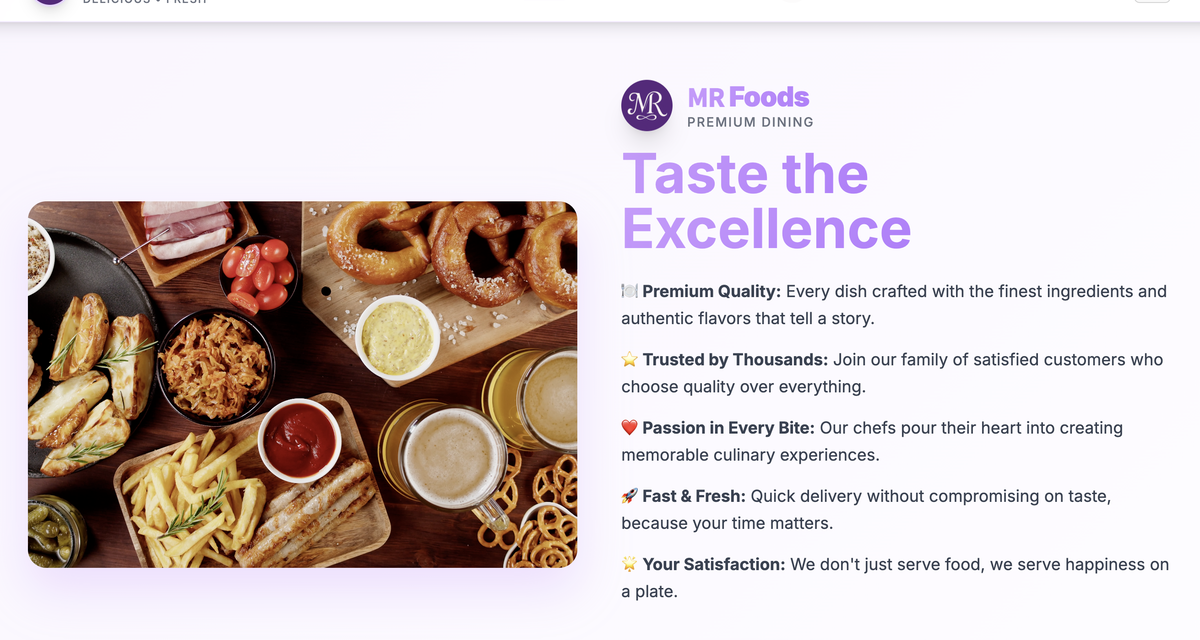 DELICIOUS • FRESH
MR
MR Foods
PREMIUM DINING
Taste the
Excellence
🍽️ Premium Quality: Every dish crafted with the finest ingredients and
authentic flavors that tell a story.
⭐ Trusted by Thousands: Join our family of satisfied customers who
choose quality over everything.
❤️ Passion in Every Bite: Our chefs pour their heart into creating
memorable culinary experiences.
🚀 Fast & Fresh: Quick delivery without compromising on taste,
because your time matters.
🌟 Your Satisfaction: We don't just serve food, we serve happiness on
a plate.